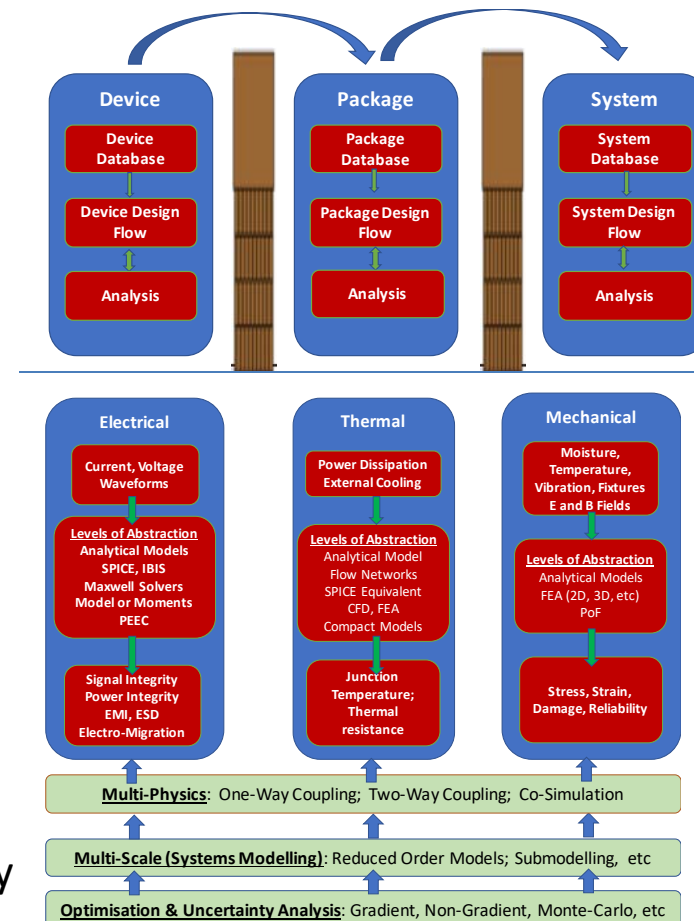 Device
Device
Database
Device Design
Flow
Analysis
Package
Package
Database
Package Design
Flow
Analysis
System
System
Database
System Design
Flow
Analysis
Electrical
Current, Voltage
Waveforms
Levels of Abstraction
Analytical Models
SPICE, IBIS
Maxwell Solvers
Model or Moments
PEEC
Signal Integrity
Power Integrity
EMI, ESD
Electro-Migration
Thermal
Power Dissipation
External Cooling
Levels of Abstraction
Analytical Model
Flow Networks
SPICE Equivalent
CFD, FEA
Compact Models
Junction
Temperature;
Thermal
resistance
Mechanical
Moisture,
Temperature,
Vibration, Fixtures
E and B Fields
Levels of Abstraction
Analytical Models
FEA (2D, 3D, etc)
PoF
Stress, Strain,
Damage, Reliability
Multi-Physics: One-Way Coupling; Two-Way Coupling; Co-Simulation
Multi-Scale (Systems Modelling): Reduced Order Models; Submodelling, etc
Optimisation & Uncertainty Analysis: Gradient, Non-Gradient, Monte-Carlo, etc